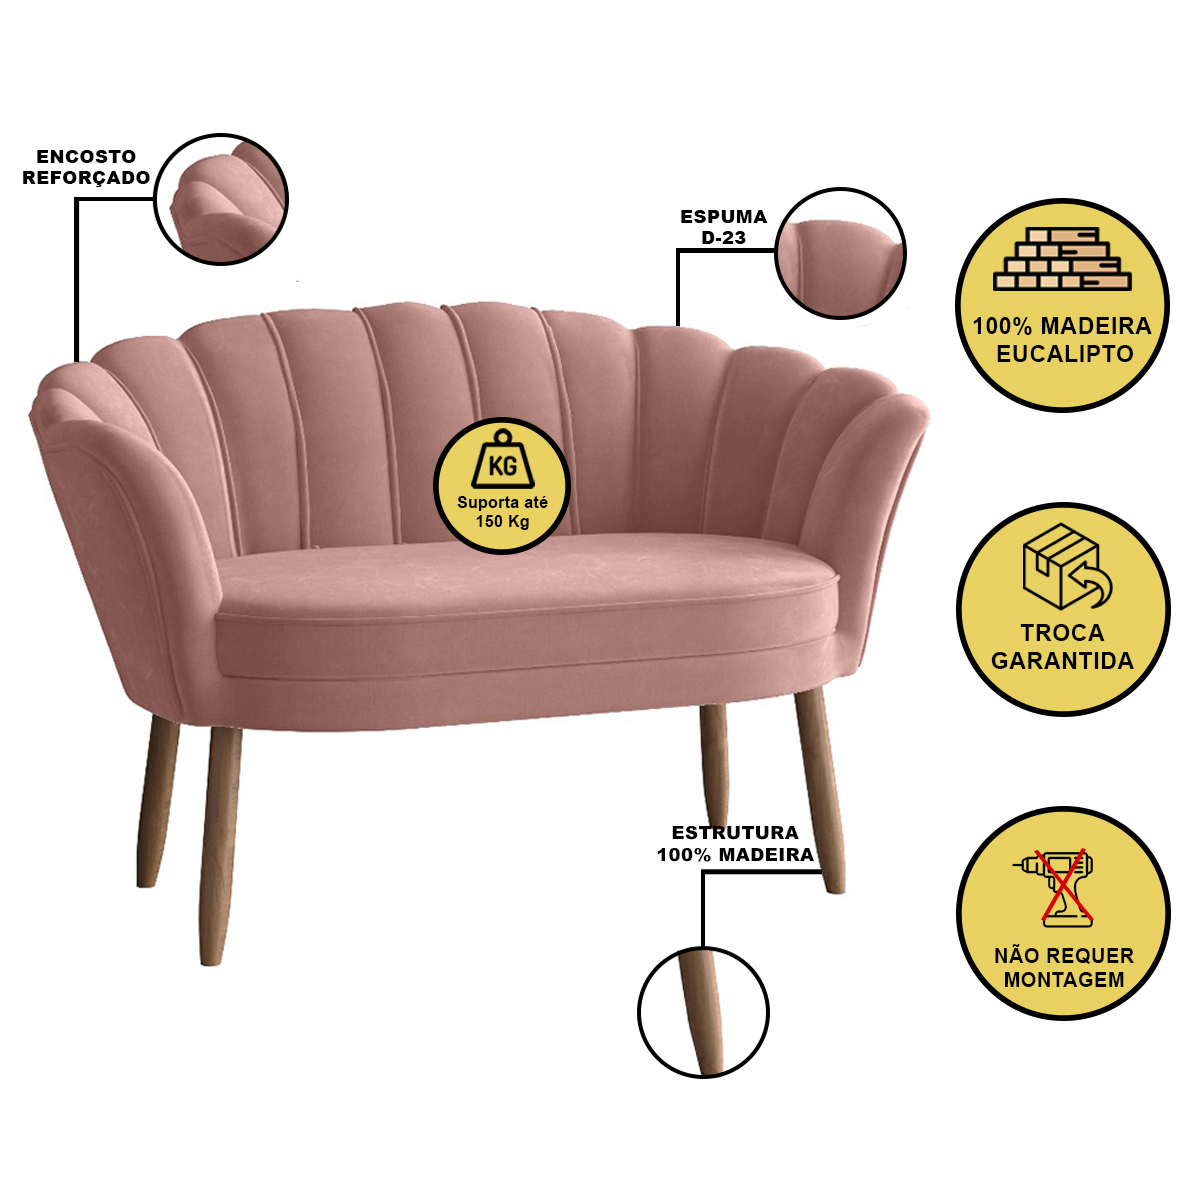 ENCOSTO
REFORÇADO
ESPUMA
D-23
100% MADEIRA
EUCALIPTO
KG
Suporta até
150 Kg
TROCA
GARANTIDA
ESTRUTURA
100% MADEIRA
NÃO REQUER
MONTAGEM